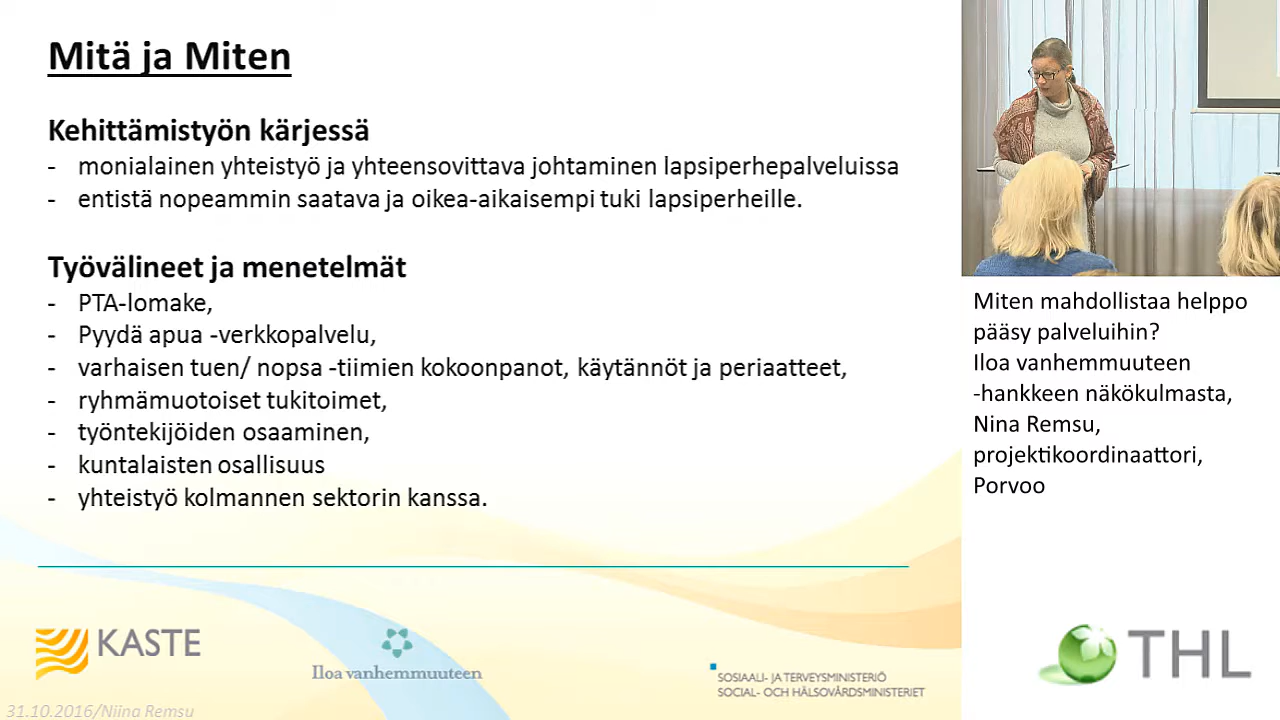 Mitä ja Miten
Kehittämistyön kärjessä
- monialainen yhteistyö ja yhteensovittava johtaminen lapsiperhepalveluissa
- entistä nopeammin saatava ja oikea-aikaisempi tuki lapsiperheille.
Työvälineet ja menetelmät
- PTA-lomake,
- Pyydä apua -verkkopalvelu,
- varhaisen tuen/ nopsa -tiimien kokoonpanot, käytännöt ja periaatteet,
- ryhmämuotoiset tukitoimet,
- työntekijöiden osaaminen,
- kuntalaisten osallisuus
- yhteistyö kolmannen sektorin kanssa.
KASTE
Iloa vanhemmuuteen
SOSIAALI- JA TERVEYSMINISTERIÖ
SOCIAL- OCH HÄLSOVÅRDSMINISTERIET
31.10.2016/Niina Remsu
Miten mahdollistaa helppo
pääsy palveluihin?
Iloa vanhemmuuteen
-hankkeen näkökulmasta,
Nina Remsu,
projektikoordinaattori,
Porvoo
THL